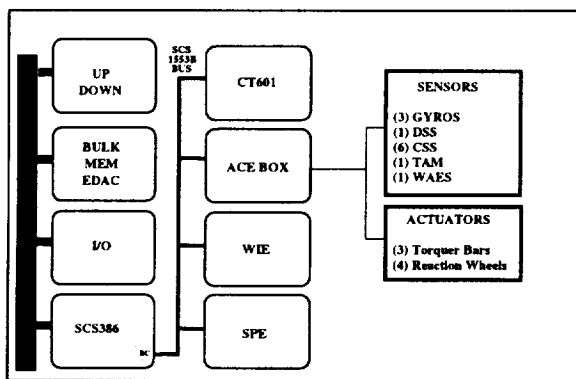 UP
DOWN
BULK
MEM
EDAC
I/O
SCS386
BC
SCS
1553B
BUS
CT601
ACE BOX
WIE
SPE
SENSORS
(3) GYROS
(1) DSS
(6) CSS
(1) TAM
(1) WAES
ACTUATORS
(3) Torquer Bars
(4) Reaction Wheels